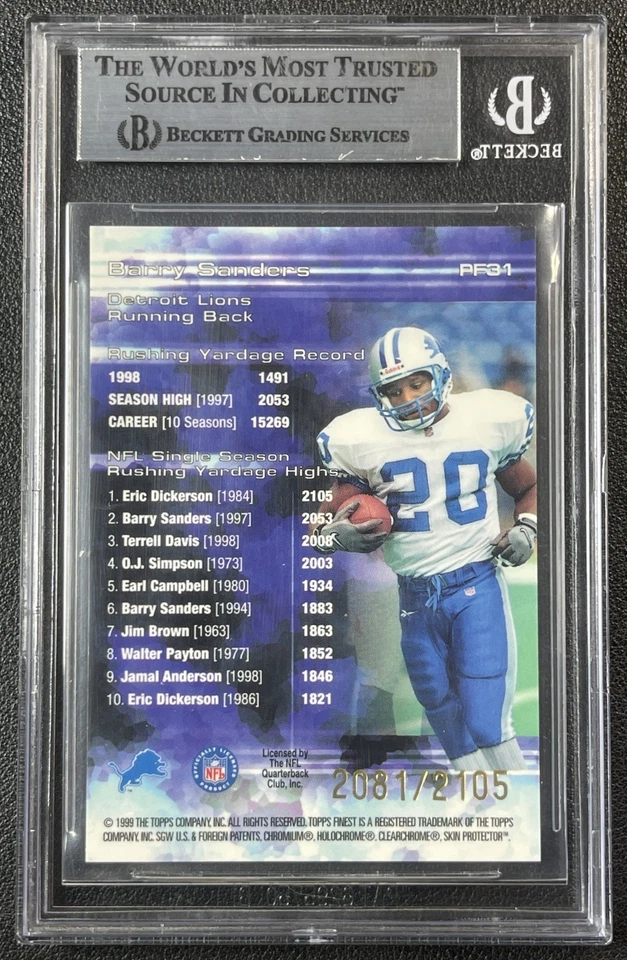 THE WORLD'S MOST TRUSTED
SOURCE IN COLLECTING™
B BECKETT GRADING SERVICES
B
BECKETT®
Barry Sanders PF31
Detroit Lions
Running Back
Rushing Yardage Record
1998 1491
SEASON HIGH [1997] 2053
CAREER [10 Seasons] 15269
NFL Single Season
Rushing Yardage Highs
1. Eric Dickerson [1984] 2105
2. Barry Sanders [1997] 2053
3. Terrell Davis [1998] 2008
4. O.J. Simpson [1973] 2003
5. Earl Campbell [1980] 1934
6. Barry Sanders [1994] 1883
7. Jim Brown [1963] 1863
8. Walter Payton [1977] 1852
9. Jamal Anderson [1998] 1846
10. Eric Dickerson [1986] 1821
Riddell
20
OFFICIALLY LICENSED
NFL
PRODUCT
Licensed by
The NFL
Quarterback
Club, Inc.
2081/2105
© 1999 THE TOPPS COMPANY, INC. ALL RIGHTS RESERVED. TOPPS FINEST IS A REGISTERED TRADEMARK OF THE TOPPS
COMPANY, INC. SGW U.S. & FOREIGN PATENTS, CHROMIUM®, HOLOCHROME®, CLEARCHROME®, SKIN PROTECTOR™.